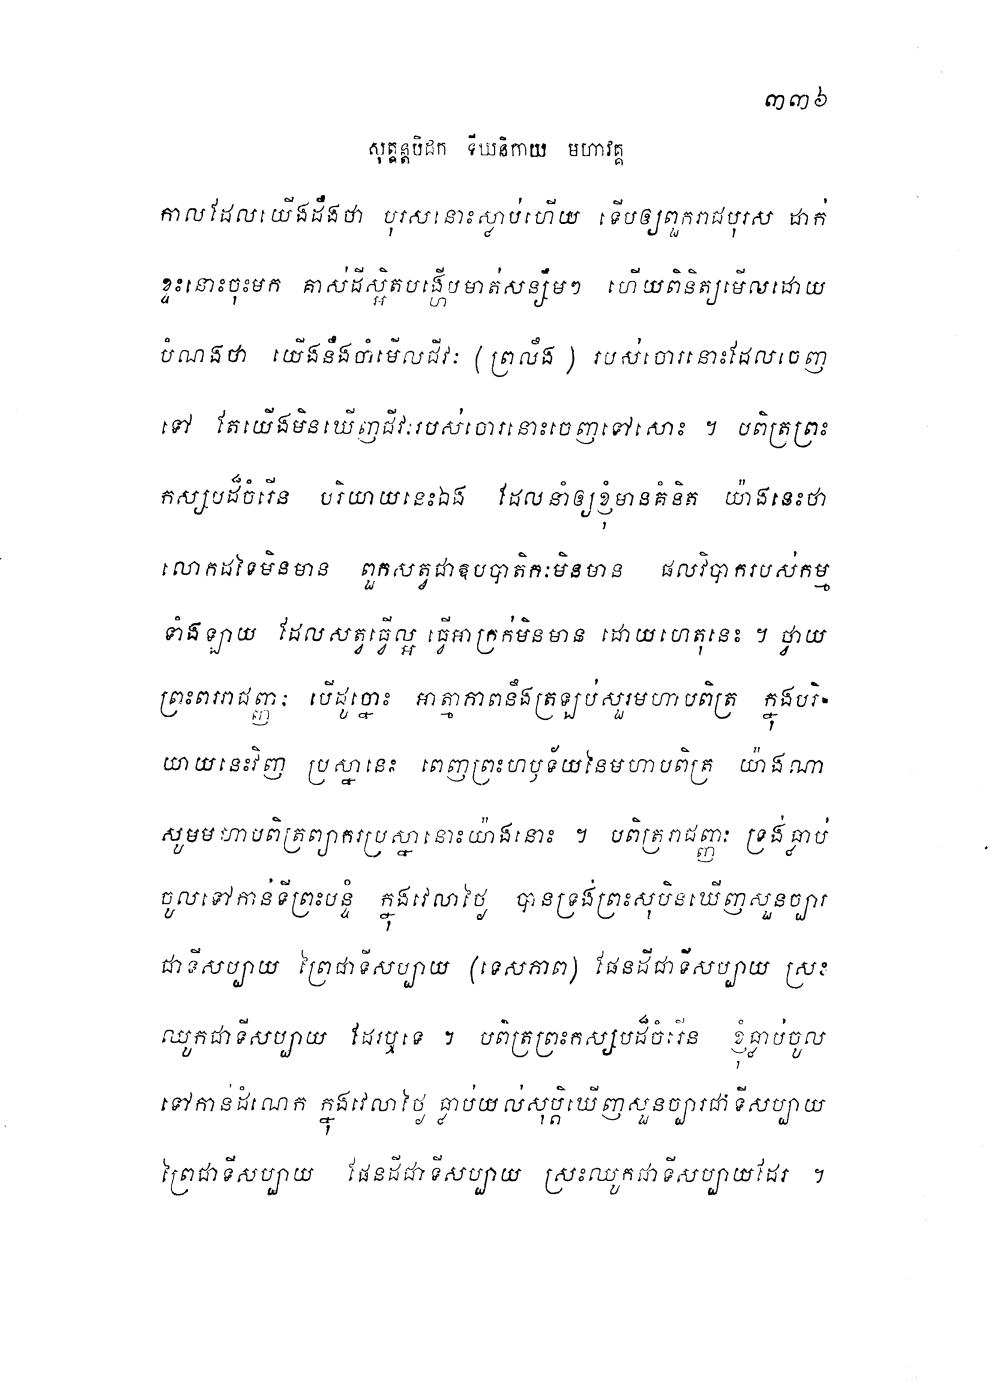 ៣៣៦
សុត្តន្តបិដក ទីឃនិកាយ មហាវគ្គ
កាលដែលយើងដឹងថា បុរសនោះស្លាប់ហើយ ទើបឲ្យពួករាជបុរស ដាក់
ខ្ទះនោះចុះមក គាស់ដីស្អិតបង្ហើបមាត់សន្សឹមៗ ហើយពិនិត្យមើលដោយ
បំណងថា យើងនឹងចាំមើលជីវៈ (ព្រលឹង ) របស់ចោរនោះដែលចេញ
ទៅ តែយើងមិនឃើញជីវៈរបស់ចោរនោះចេញទៅសោះ ។ បពិត្រព្រះ
កស្សបដ៏ចំរើន បរិយាយនេះឯង ដែលនាំឲ្យខ្ញុំមានគំនិត យ៉ាងនេះថា
លោកដទៃមិនមាន ពួកសត្វជាឧបបាតិកៈមិនមាន ផលវិបាករបស់កម្ម
ទាំងឡាយ ដែលសត្វធ្វើល្អ ធ្វើអាក្រក់មិនមាន ដោយហេតុនេះ ។ ថ្វាយ
ព្រះពររាជញ្ញៈ បើដូច្នោះ អាត្មាភាពនឹងត្រឡប់សួរមហាបពិត្រ ក្នុងបរិ-
យាយនេះវិញ ប្រស្នានេះ ពេញព្រះហឫទ័យនៃមហាបពិត្រ យ៉ាងណា
សូមមហាបពិត្រព្យាករប្រស្នានោះយ៉ាងនោះ ។ បពិត្ររាជញ្ញៈ ទ្រង់ធ្លាប់
ចូលទៅកាន់ទីព្រះបន្ទំ ក្នុងវេលាថ្ងៃ បានទ្រង់ព្រះសុបិនឃើញសួនច្បារ
ជាទីសប្បាយ ព្រៃជាទីសប្បាយ (ទេសភាព) ផែនដីជាទីសប្បាយ ស្រះ
ឈូកជាទីសប្បាយ ដែរឬទេ ។ បពិត្រព្រះកស្សបដ៏ចំរើន ខ្ញុំធ្លាប់ចូល
ទៅកាន់ដំណេក ក្នុងវេលាថ្ងៃ ធ្លាប់យល់សុប្តិឃើញសួនច្បារជាទីសប្បាយ
ព្រៃជាទីសប្បាយ ផែនដីជាទីសប្បាយ ស្រះឈូកជាទីសប្បាយដែរ ។